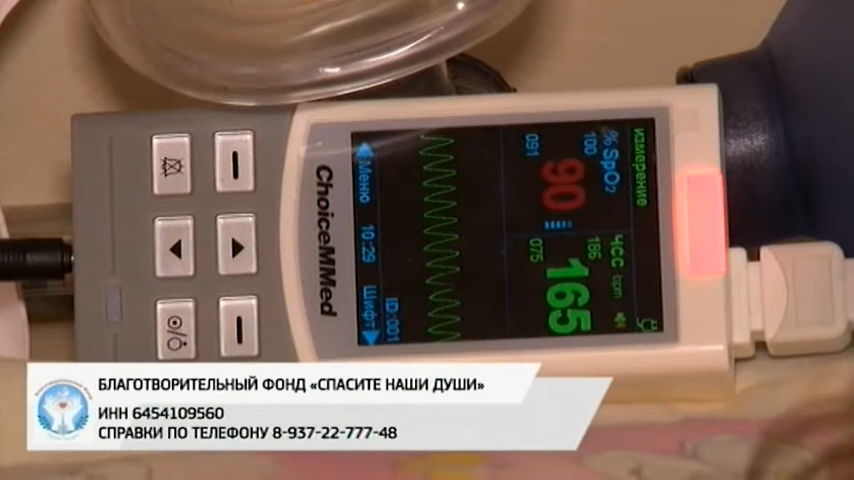 измерение
%SpO₂
100
091
90
ЧСС bpm
186
075
165
Меню 10:29 Шифт
ID:001
ChoiceMMed
БЛАГОТВОРИТЕЛЬНЫЙ ФОНД «СПАСИТЕ НАШИ ДУШИ»
ИНН 6454109560
СПРАВКИ ПО ТЕЛЕФОНУ 8-937-22-777-48